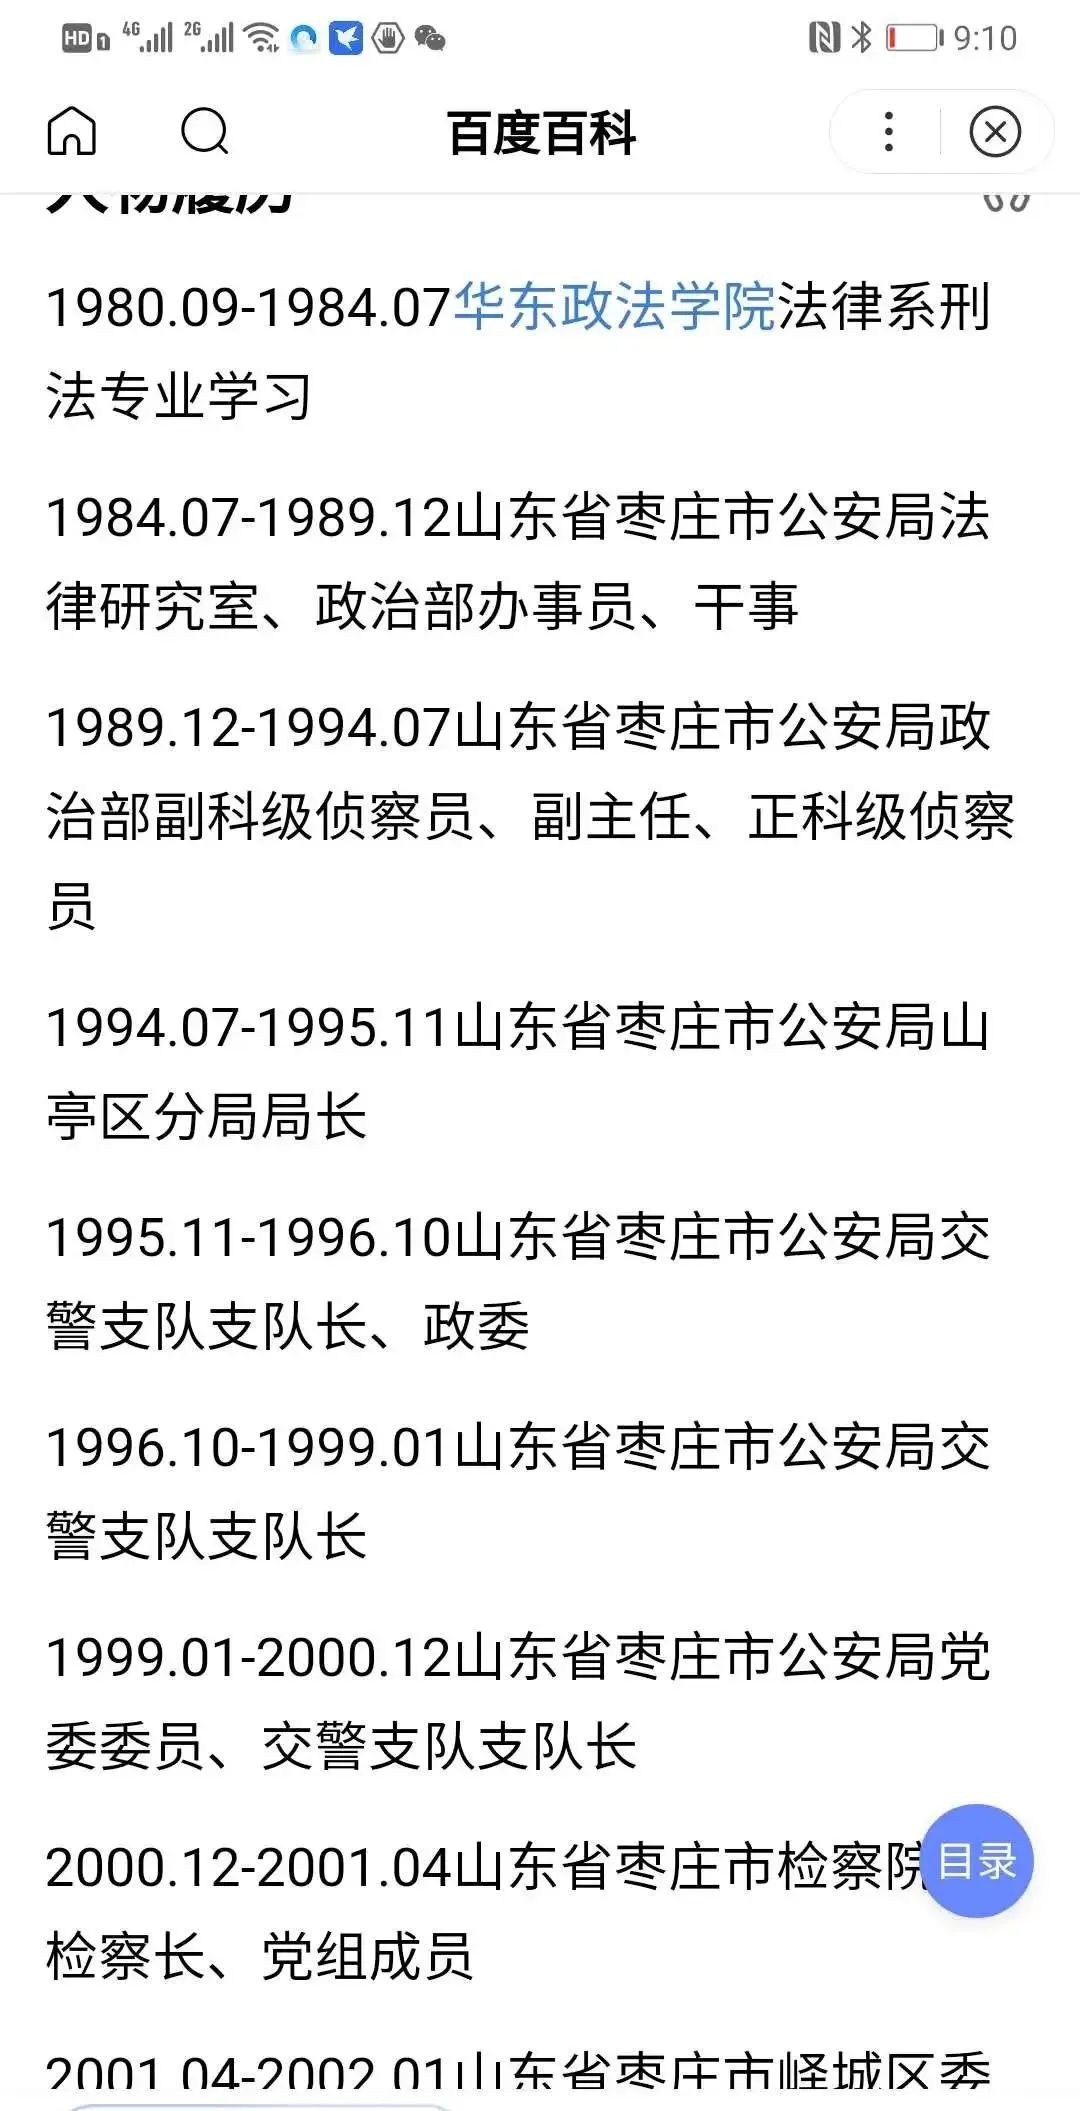 HD 1 4G 2G 9:10
百度百科
人物履历
1980.09-1984.07华东政法学院法律系刑
法专业学习
1984.07-1989.12山东省枣庄市公安局法
律研究室、政治部办事员、干事
1989.12-1994.07山东省枣庄市公安局政
治部副科级侦察员、副主任、正科级侦察
员
1994.07-1995.11山东省枣庄市公安局山
亭区分局局长
1995.11-1996.10山东省枣庄市公安局交
警支队支队长、政委
1996.10-1999.01山东省枣庄市公安局交
警支队支队长
1999.01-2000.12山东省枣庄市公安局党
委委员、交警支队支队长
2000.12-2001.04山东省枣庄市检察院
目录
检察长、党组成员
2001.04-2002.01山东省枣庄市峄城区委